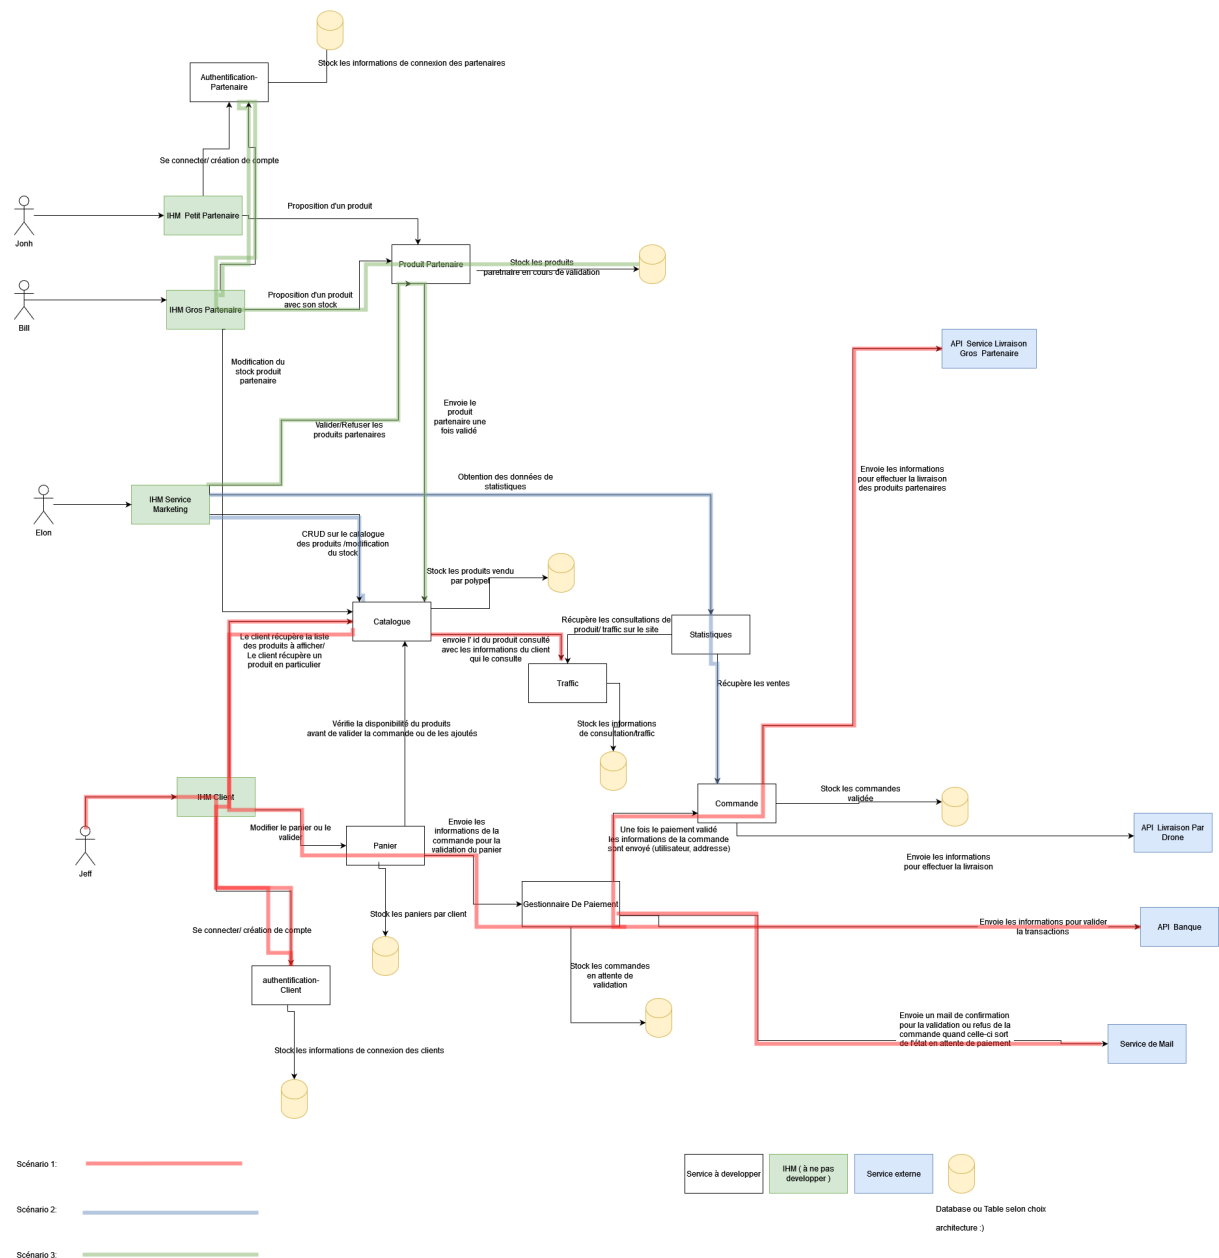 Stock les informations de connexion des partenaires
Authentification-
Partenaire
Se connecter/ création de compte
IHM  Petit Partenaire
Proposition d'un produit
Jonh
Produit Partenaire
Stock les produits
paretnaire en cours de validation
IHM Gros Partenaire
Proposition d'un produit
avec son stock
Bill
API  Service Livraison
Gros  Partenaire
Modification du
stock produit
partenaire
Envoie le
produit
partenaire une
fois validé
Valider/Refuser les
produits partenaires
Envoie les informations
pour effectuer la livraison
des produits partenaires
Obtention des données de
statistiques
IHM Service
Marketing
Elon
CRUD sur le catalogue
des produits /modification
du stock
Stock les produits vendu
par polypet
Catalogue
Récupère les consultations de
produit/ traffic sur le site
Statistiques
Le client récupère la liste
des produits à afficher/
Le client récupère un
produit en particulier
envoie l' id du produit consulté
avec les informations du client
qui le consulte
Traffic
Récupère les ventes
Vérifie la disponibilité du produits
avant de valider la commande ou de les ajoutés
Stock les informations
de consultation/traffic
IHM Client
Stock les commandes
validée
Commande
Modifier le panier ou le
valider
Envoie les
informations de la
commande pour la
validation du panier
Une fois le paiement validé
les informations de la commande
sont envoyé (utilisateur, addresse)
API  Livraison Par
Drone
Panier
Jeff
Envoie les informations
pour effectuer la livraison
Gestionnaire De Paiement
Stock les paniers par client
Envoie les informations pour valider
la transactions
API  Banque
Se connecter/ création de compte
Stock les commandes
en attente de
validation
authentification-
Client
Envoie un mail de confirmation
pour la validation ou refus de la
commande quand celle-ci sort
de l'état en attente de paiement
Service de Mail
Stock les informations de connexion des clients
Scénario 1:
Service à developper
IHM ( à ne pas
developper )
Service externe
Scénario 2:
Database ou Table selon choix
architecture :)
Scénario 3: